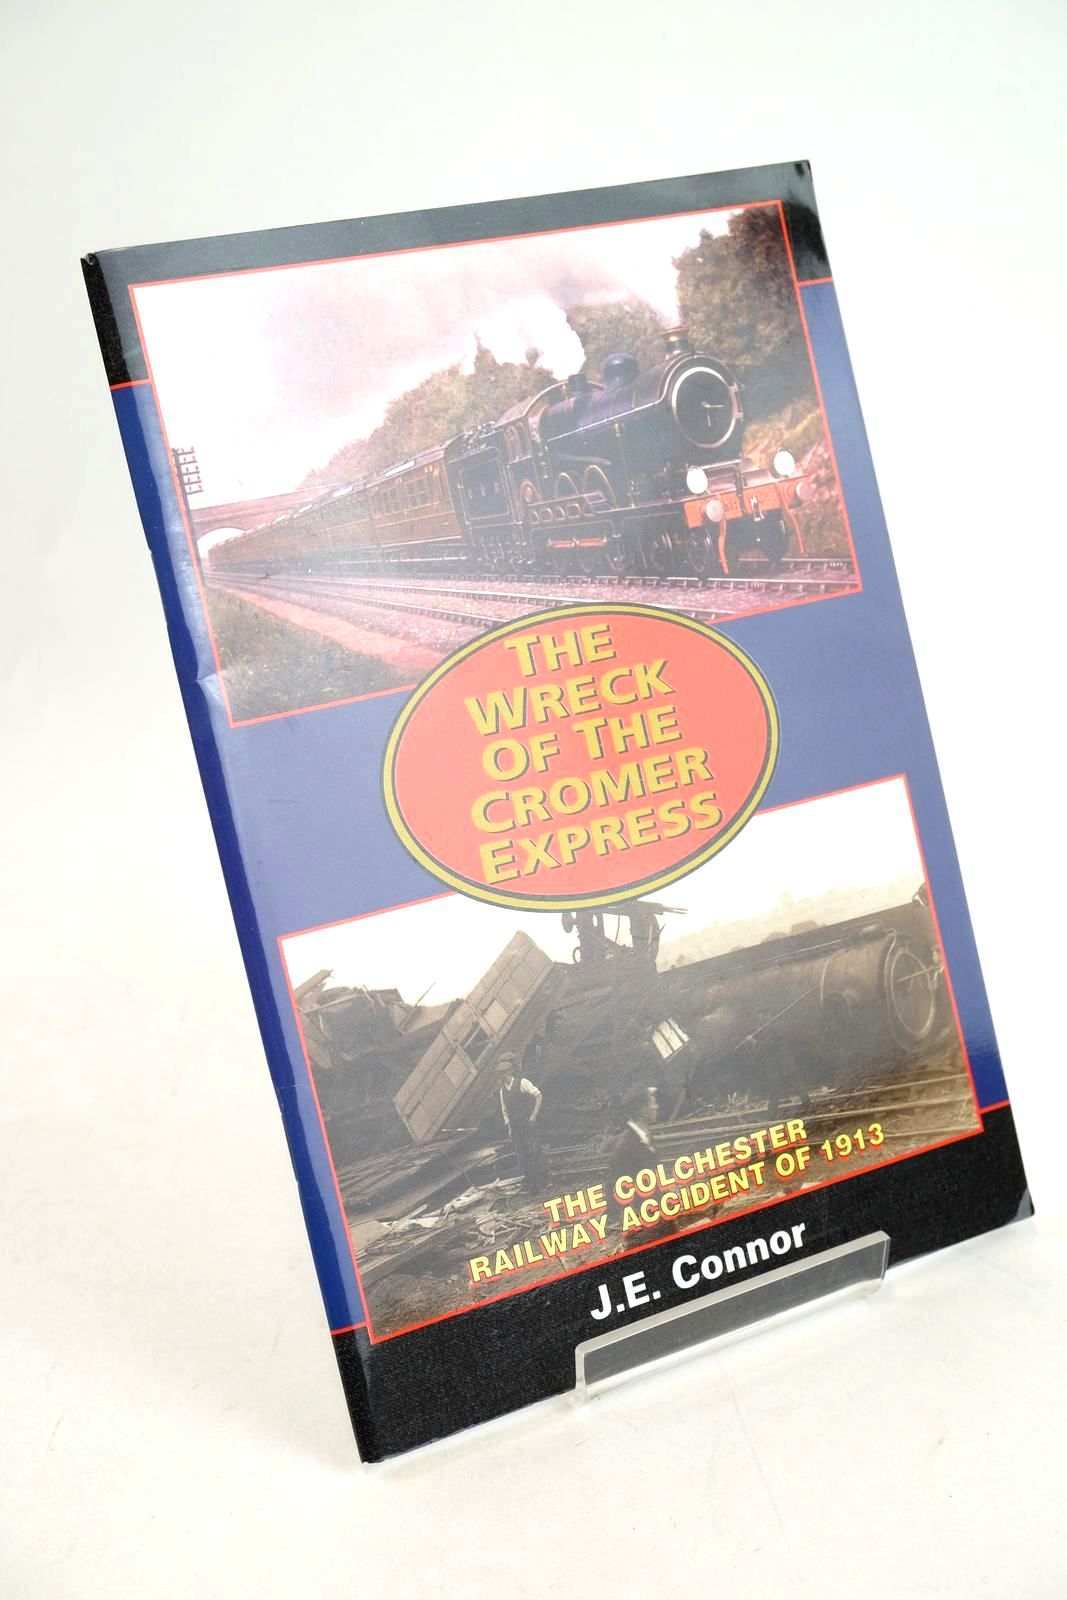 THE
WRECK
OF THE
CROMER
EXPRESS
THE COLCHESTER
RAILWAY ACCIDENT OF 1913
J.E. Connor